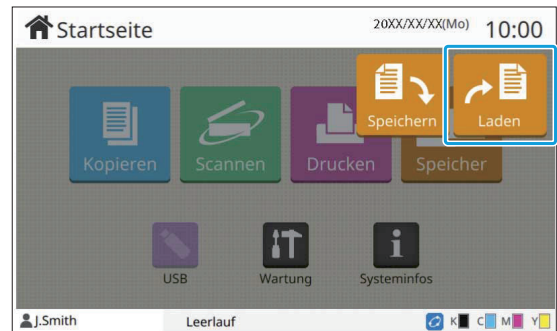 Startseite
20XX/XX/XX(Mo) 10:00
Speichern Laden
Kopieren Scannen Drucken Speicher
USB Wartung Systeminfos
J.Smith Leerlauf K C M Y